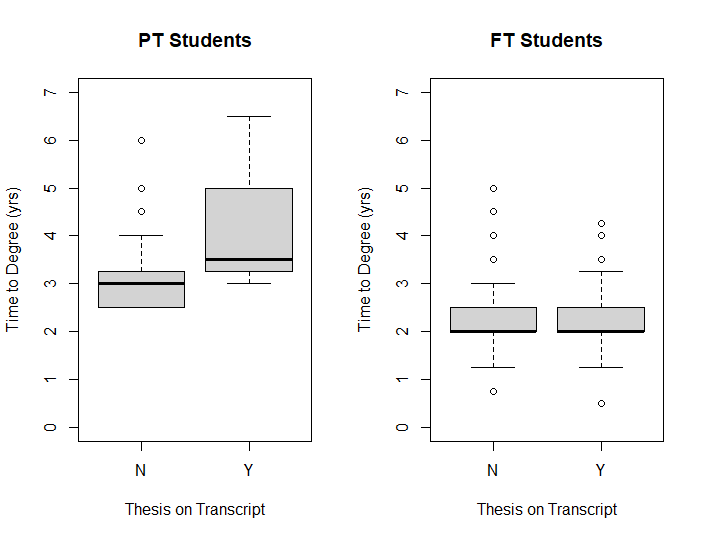 PT Students
Time to Degree (yrs)
7
6
5
4
3
2
1
0
N Y
Thesis on Transcript
FT Students
Time to Degree (yrs)
7
6
5
4
3
2
1
0
N Y
Thesis on Transcript